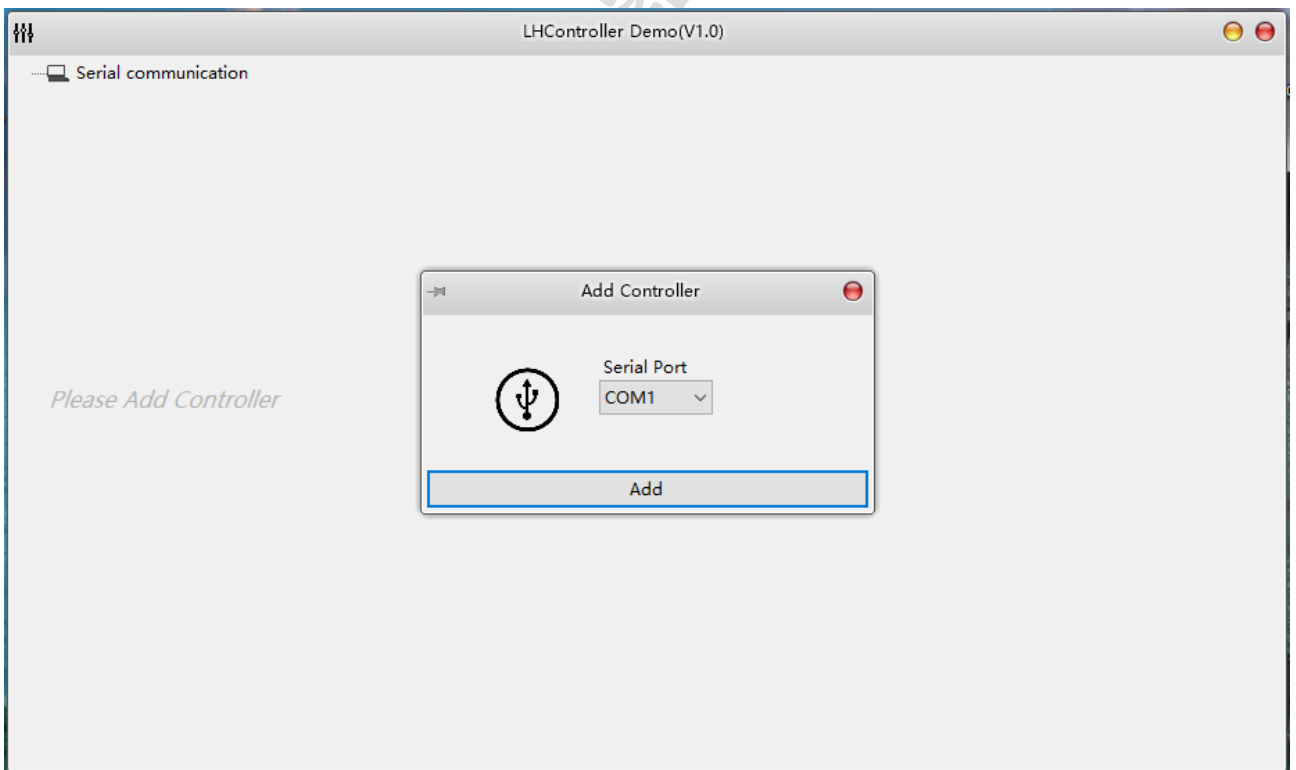 LHController Demo(V1.0)
Serial communication
Add Controller
Serial Port
COM1
Please Add Controller
Add